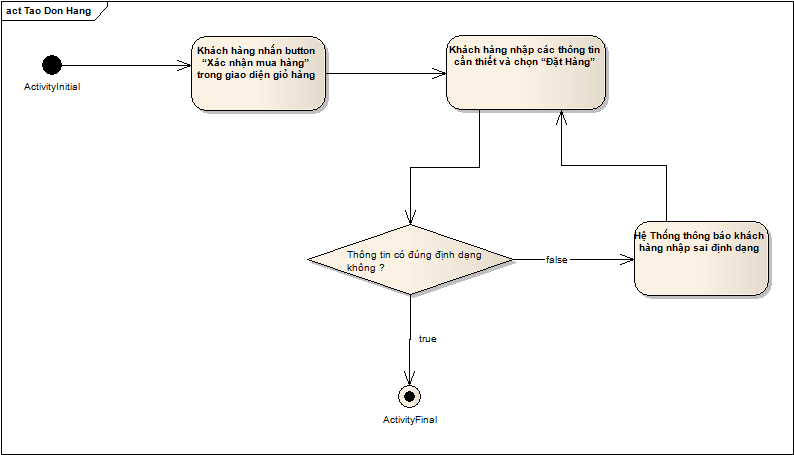 act Tao Don Hang
Khách hàng nhấn button
“Xác nhận mua hàng”
trong giao diện giỏ hàng
Khách hàng nhập các thông tin
cần thiết và chọn “Đặt Hàng”
ActivityInitial
Hệ Thống thông báo khách
hàng nhập sai định dạng
Thông tin có đúng định dạng
không ?
false
true
ActivityFinal